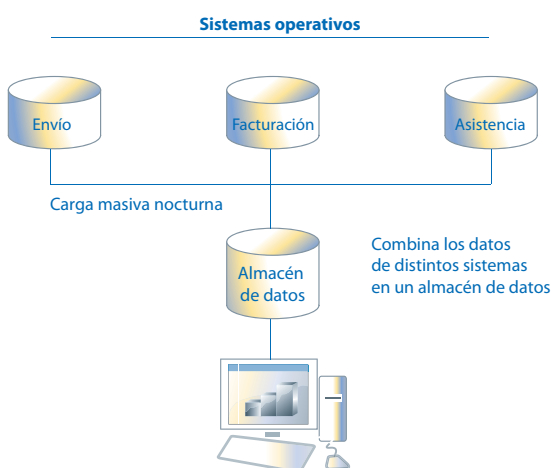 Sistemas operativos
Envío
Facturación
Asistencia
Carga masiva nocturna
Almacén
de datos
Combina los datos
de distintos sistemas
en un almacén de datos